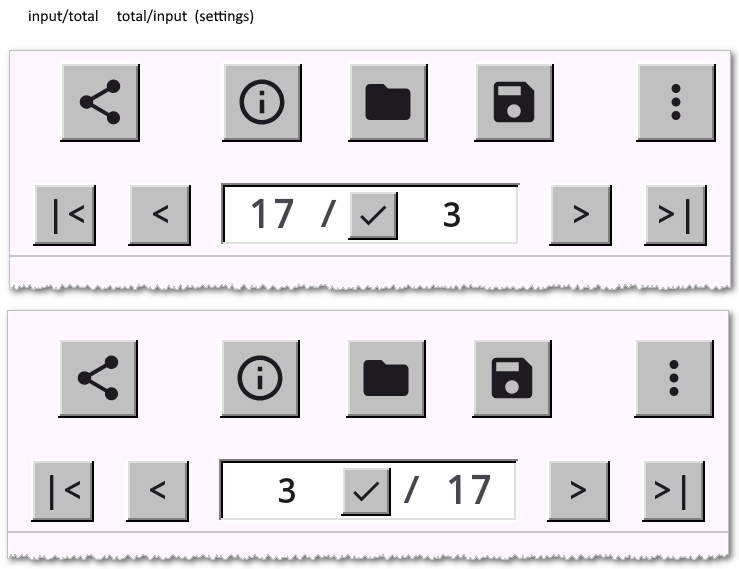 input/total total/input (settings)
|< < 17 / 3 > >|
|< < 3 / 17 > >|